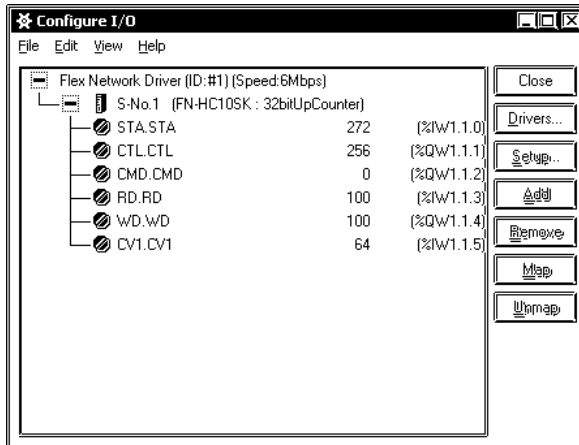 Configure I/O
File Edit View Help
Flex Network Driver (ID:#1) (Speed:6Mbps)
S-No.1 (FN-HC10SK : 32bitUpCounter)
STA.STA 272 (%IW1.1.0)
CTL.CTL 256 (%QW1.1.1)
CMD.CMD 0 (%QW1.1.2)
RD.RD 100 (%IW1.1.3)
WD.WD 100 (%QW1.1.4)
CV1.CV1 64 (%IW1.1.5)
Close
Drivers...
Setup...
Add
Remove
Map
Unmap